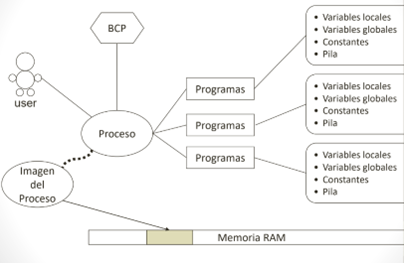 BCP
user
Proceso
Imagen
del
Proceso
Programas
Programas
Programas
• Variables locales
• Variables globales
• Constantes
• Pila
• Variables locales
• Variables globales
• Constantes
• Pila
• Variables locales
• Variables globales
• Constantes
• Pila
Memoria RAM